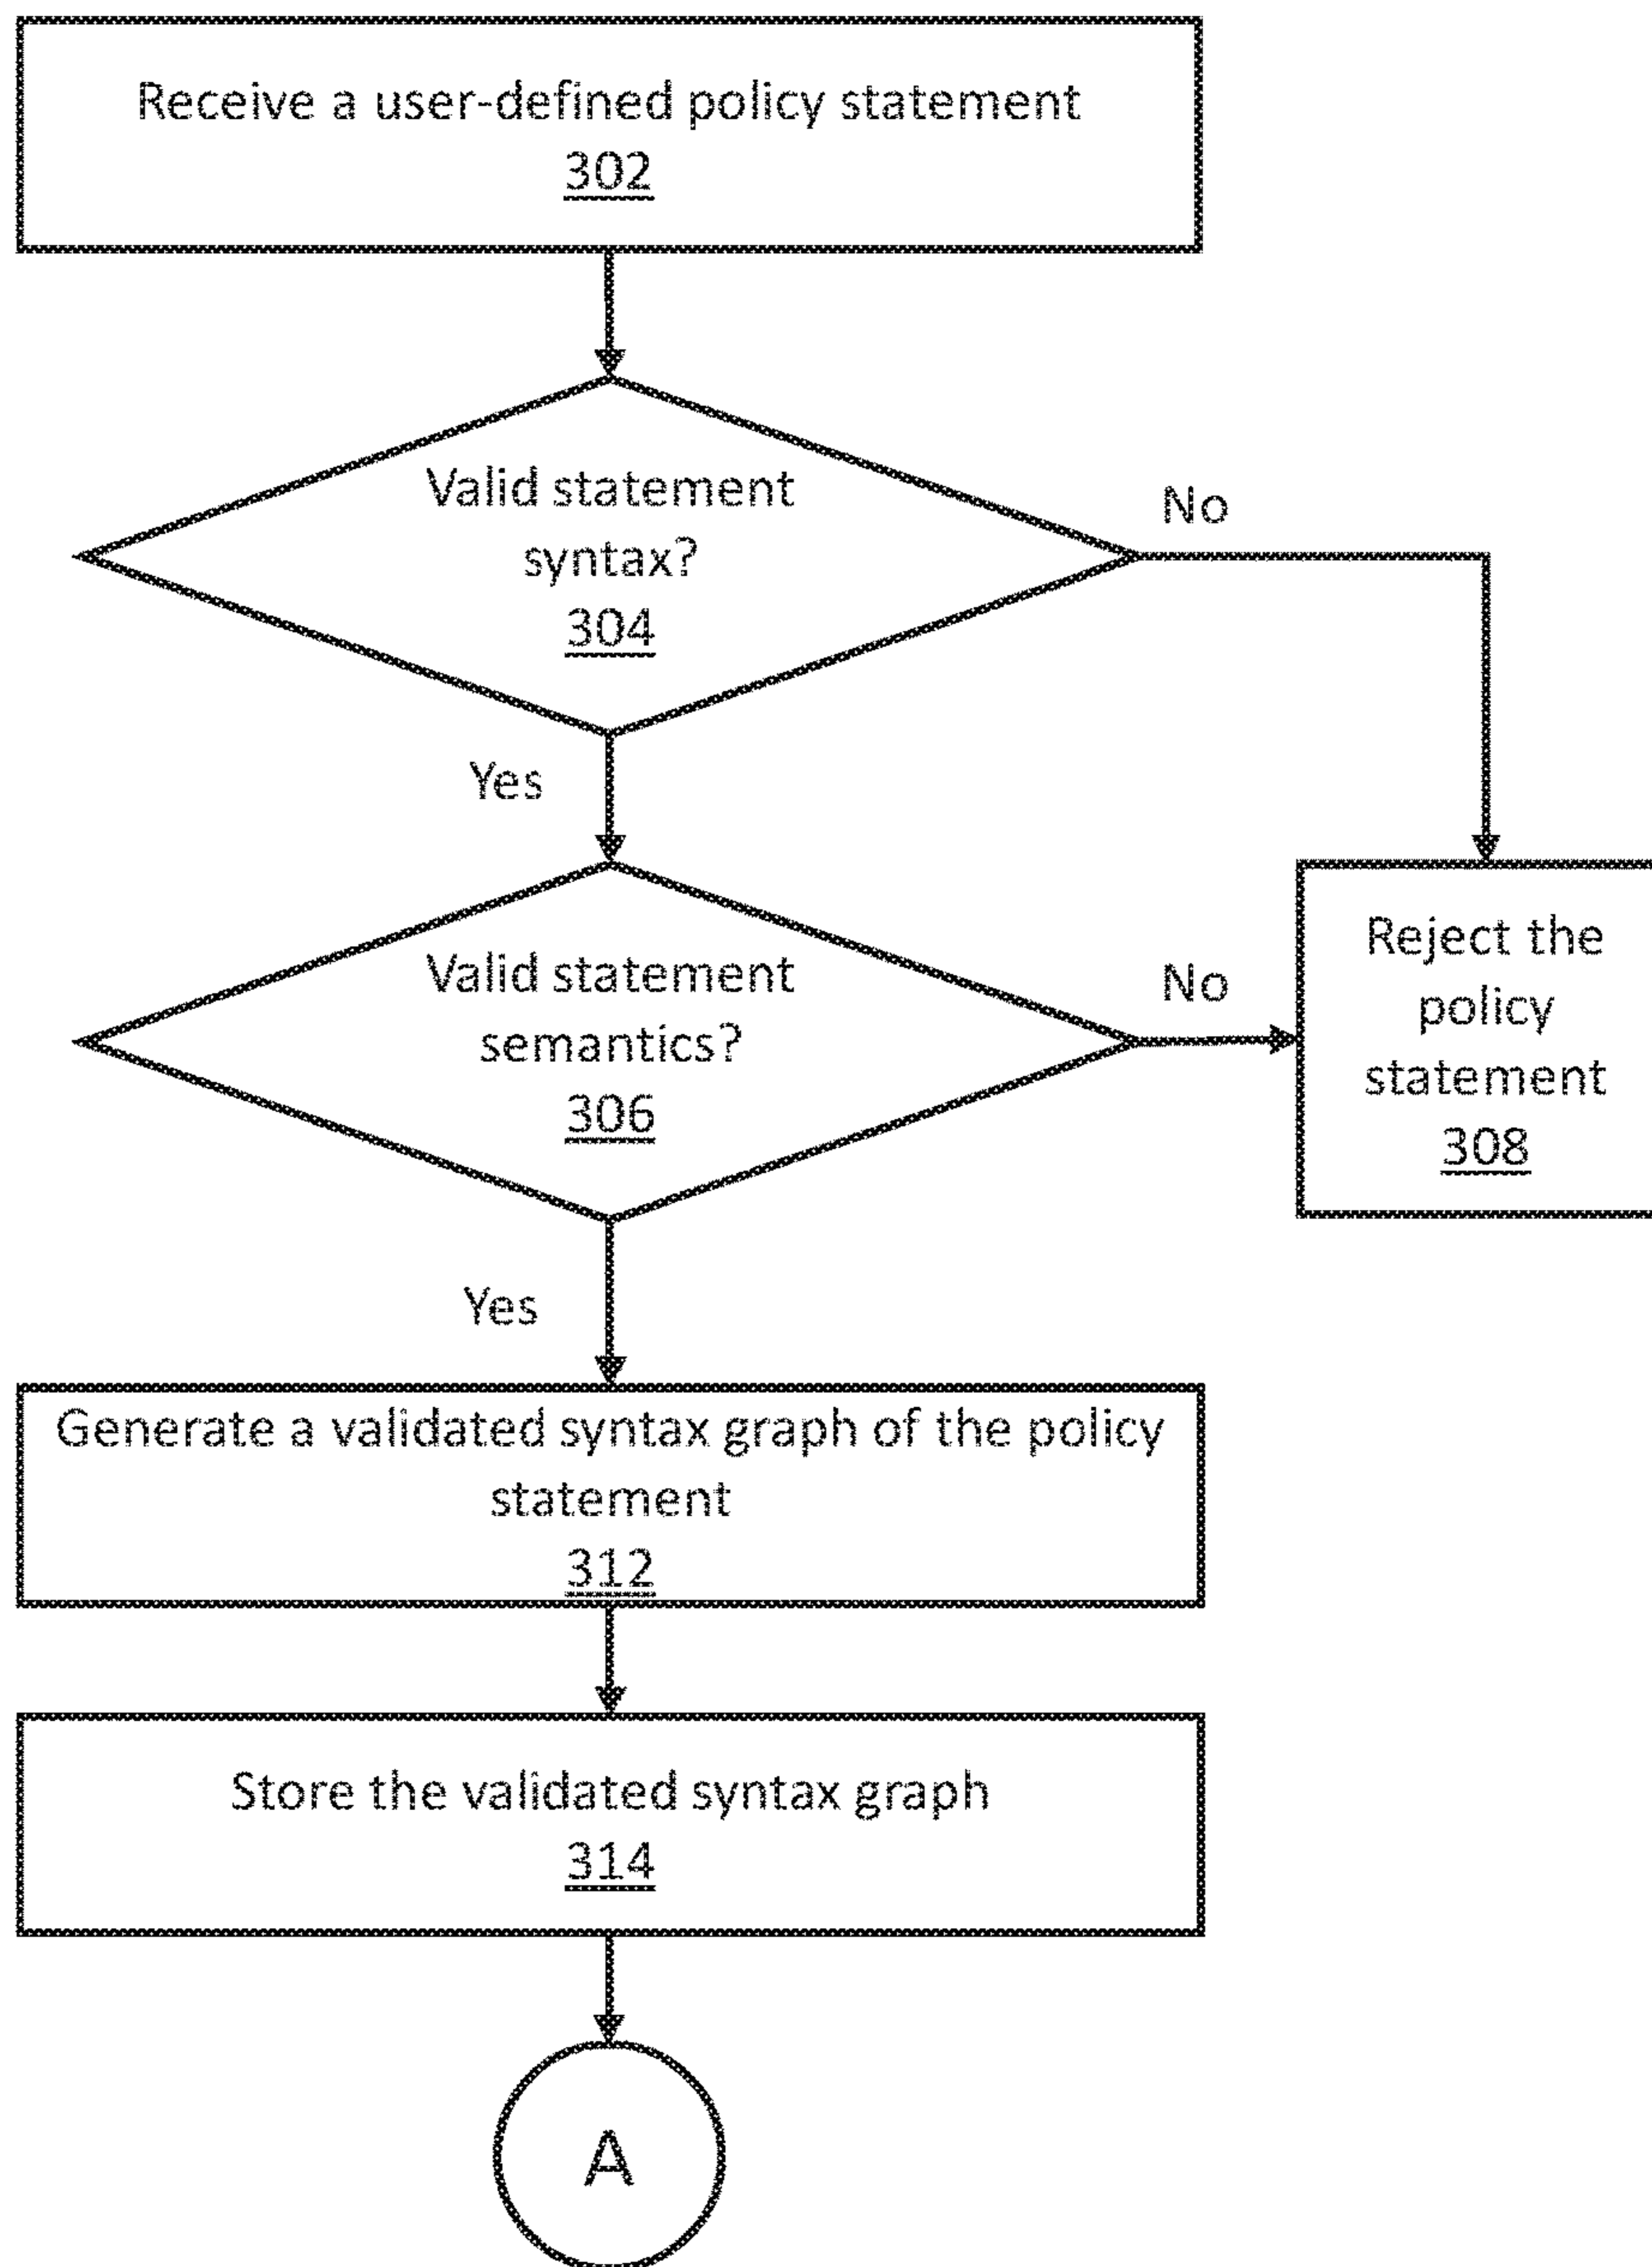 Receive a user-defined policy statement
302
Valid statement
syntax?
304
No
Yes
Valid statement
semantics?
306
No
Reject the
policy
statement
308
Yes
Generate a validated syntax graph of the policy
statement
312
Store the validated syntax graph
314
A